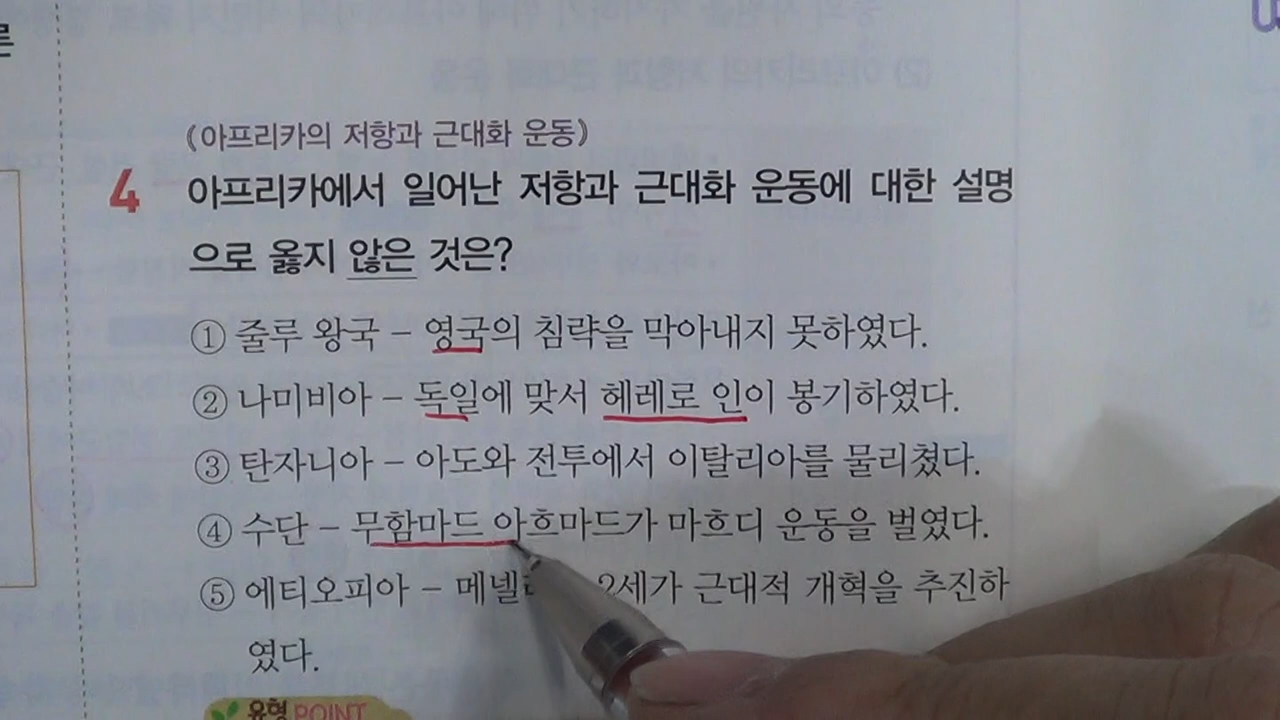 《아프리카의 저항과 근대화 운동》
4 아프리카에서 일어난 저항과 근대화 운동에 대한 설명
으로 옳지 않은 것은?
① 줄루 왕국 – 영국의 침략을 막아내지 못하였다.
② 나미비아 – 독일에 맞서 헤레로 인이 봉기하였다.
③ 탄자니아 – 아도와 전투에서 이탈리아를 물리쳤다.
④ 수단 – 무함마드 아흐마드가 마흐디 운동을 벌였다.
⑤ 에티오피아 – 2세가 근대적 개혁을 추진하
였다.
유형 POINT